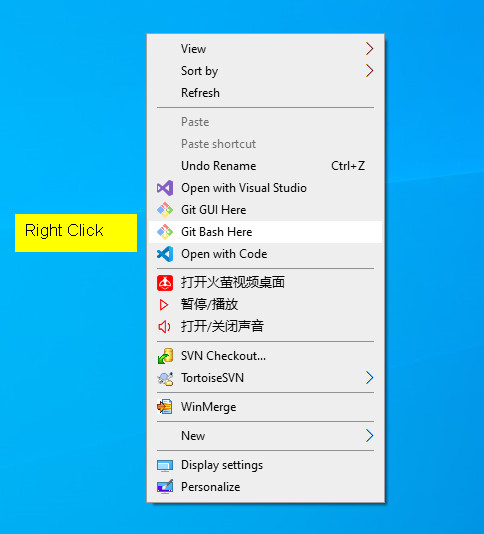 View
Sort by
Refresh
Paste
Paste shortcut
Undo Rename Ctrl+Z
Open with Visual Studio
Git GUI Here
Right Click
Git Bash Here
Open with Code
打开火萤视频桌面
暂停/播放
打开/关闭声音
SVN Checkout...
TortoiseSVN
WinMerge
New
Display settings
Personalize